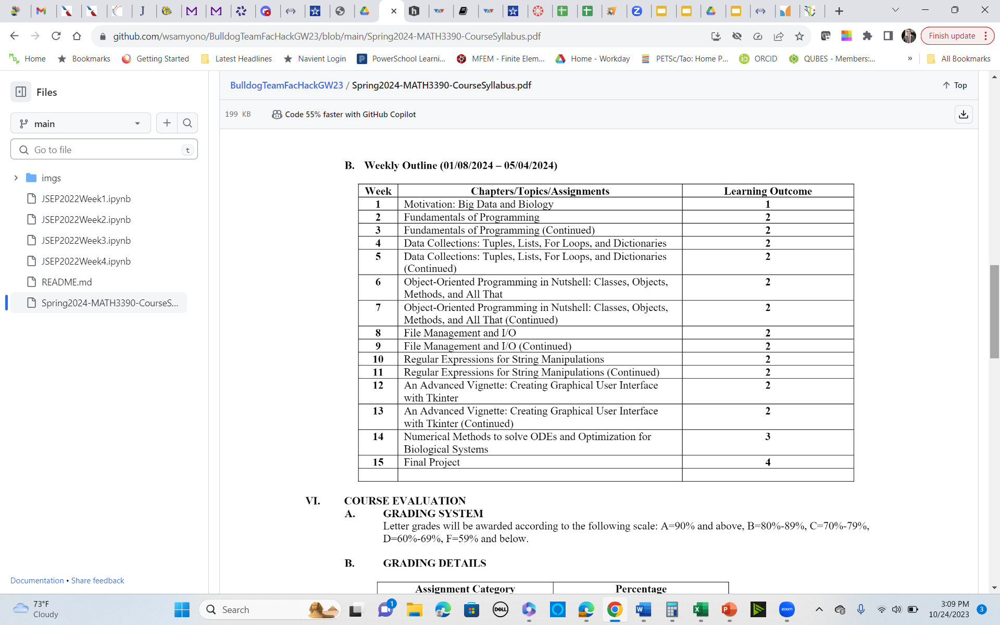 github.com/wsamyono/BulldogTeamFacHackGW23/blob/main/Spring2024-MATH3390-CourseSyllabus.pdf
Finish update
Home
Bookmarks
Getting Started
Latest Headlines
Navient Login
PowerSchool Learni...
MFEM - Finite Elem...
Home - Workday
PETSc/Tao: Home P...
ORCID
QUBES - Members:...
»
All Bookmarks
Files
BulldogTeamFacHackGW23 / Spring2024-MATH3390-CourseSyllabus.pdf
Top
199 KB
Code 55% faster with GitHub Copilot
main
Go to file
t
imgs
JSEP2022Week1.ipynb
JSEP2022Week2.ipynb
JSEP2022Week3.ipynb
JSEP2022Week4.ipynb
README.md
Spring2024-MATH3390-CourseS...
Documentation • Share feedback
B. Weekly Outline (01/08/2024 – 05/04/2024)
Week Chapters/Topics/Assignments Learning Outcome
1 Motivation: Big Data and Biology 1
2 Fundamentals of Programming 2
3 Fundamentals of Programming (Continued) 2
4 Data Collections: Tuples, Lists, For Loops, and Dictionaries 2
5 Data Collections: Tuples, Lists, For Loops, and Dictionaries 2
(Continued)
6 Object-Oriented Programming in Nutshell: Classes, Objects, 2
Methods, and All That
7 Object-Oriented Programming in Nutshell: Classes, Objects, 2
Methods, and All That (Continued)
8 File Management and I/O 2
9 File Management and I/O (Continued) 2
10 Regular Expressions for String Manipulations 2
11 Regular Expressions for String Manipulations (Continued) 2
12 An Advanced Vignette: Creating Graphical User Interface 2
with Tkinter
13 An Advanced Vignette: Creating Graphical User Interface 2
with Tkinter (Continued)
14 Numerical Methods to solve ODEs and Optimization for 3
Biological Systems
15 Final Project 4
VI. COURSE EVALUATION
A. GRADING SYSTEM
Letter grades will be awarded according to the following scale: A=90% and above, B=80%-89%, C=70%-79%,
D=60%-69%, F=59% and below.
B. GRADING DETAILS
Assignment Category Percentage
73°F
Cloudy
Search
1
DELL
zoom
3:09 PM
10/24/2023
3